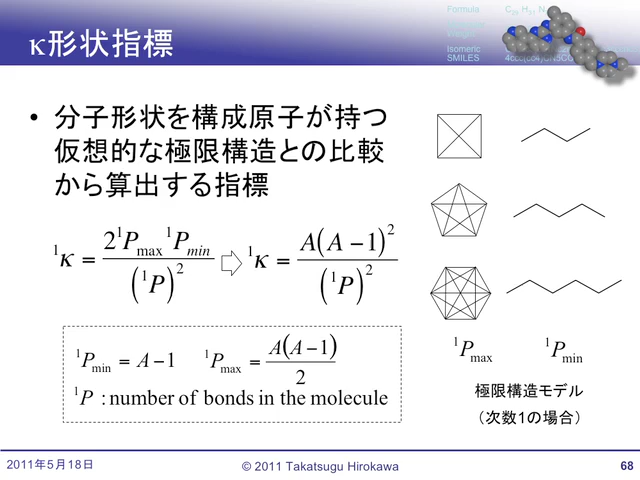 Formula C
Isomeric
SMILES
κ形状指標
• 分子形状を構成原子が持つ
仮想的な極限構造との比較
から算出する指標
¹κ = 2¹Pmax ¹Pmin / (¹P)² ⇨ ¹κ = A(A −1)² / (¹P)²
¹Pmin = A−1 ¹Pmax = A(A−1) / 2
¹P : number of bonds in the molecule
¹Pmax ¹Pmin
極限構造モデル
（次数1の場合）
2011年5月18日 © 2011 Takatsugu Hirokawa 68